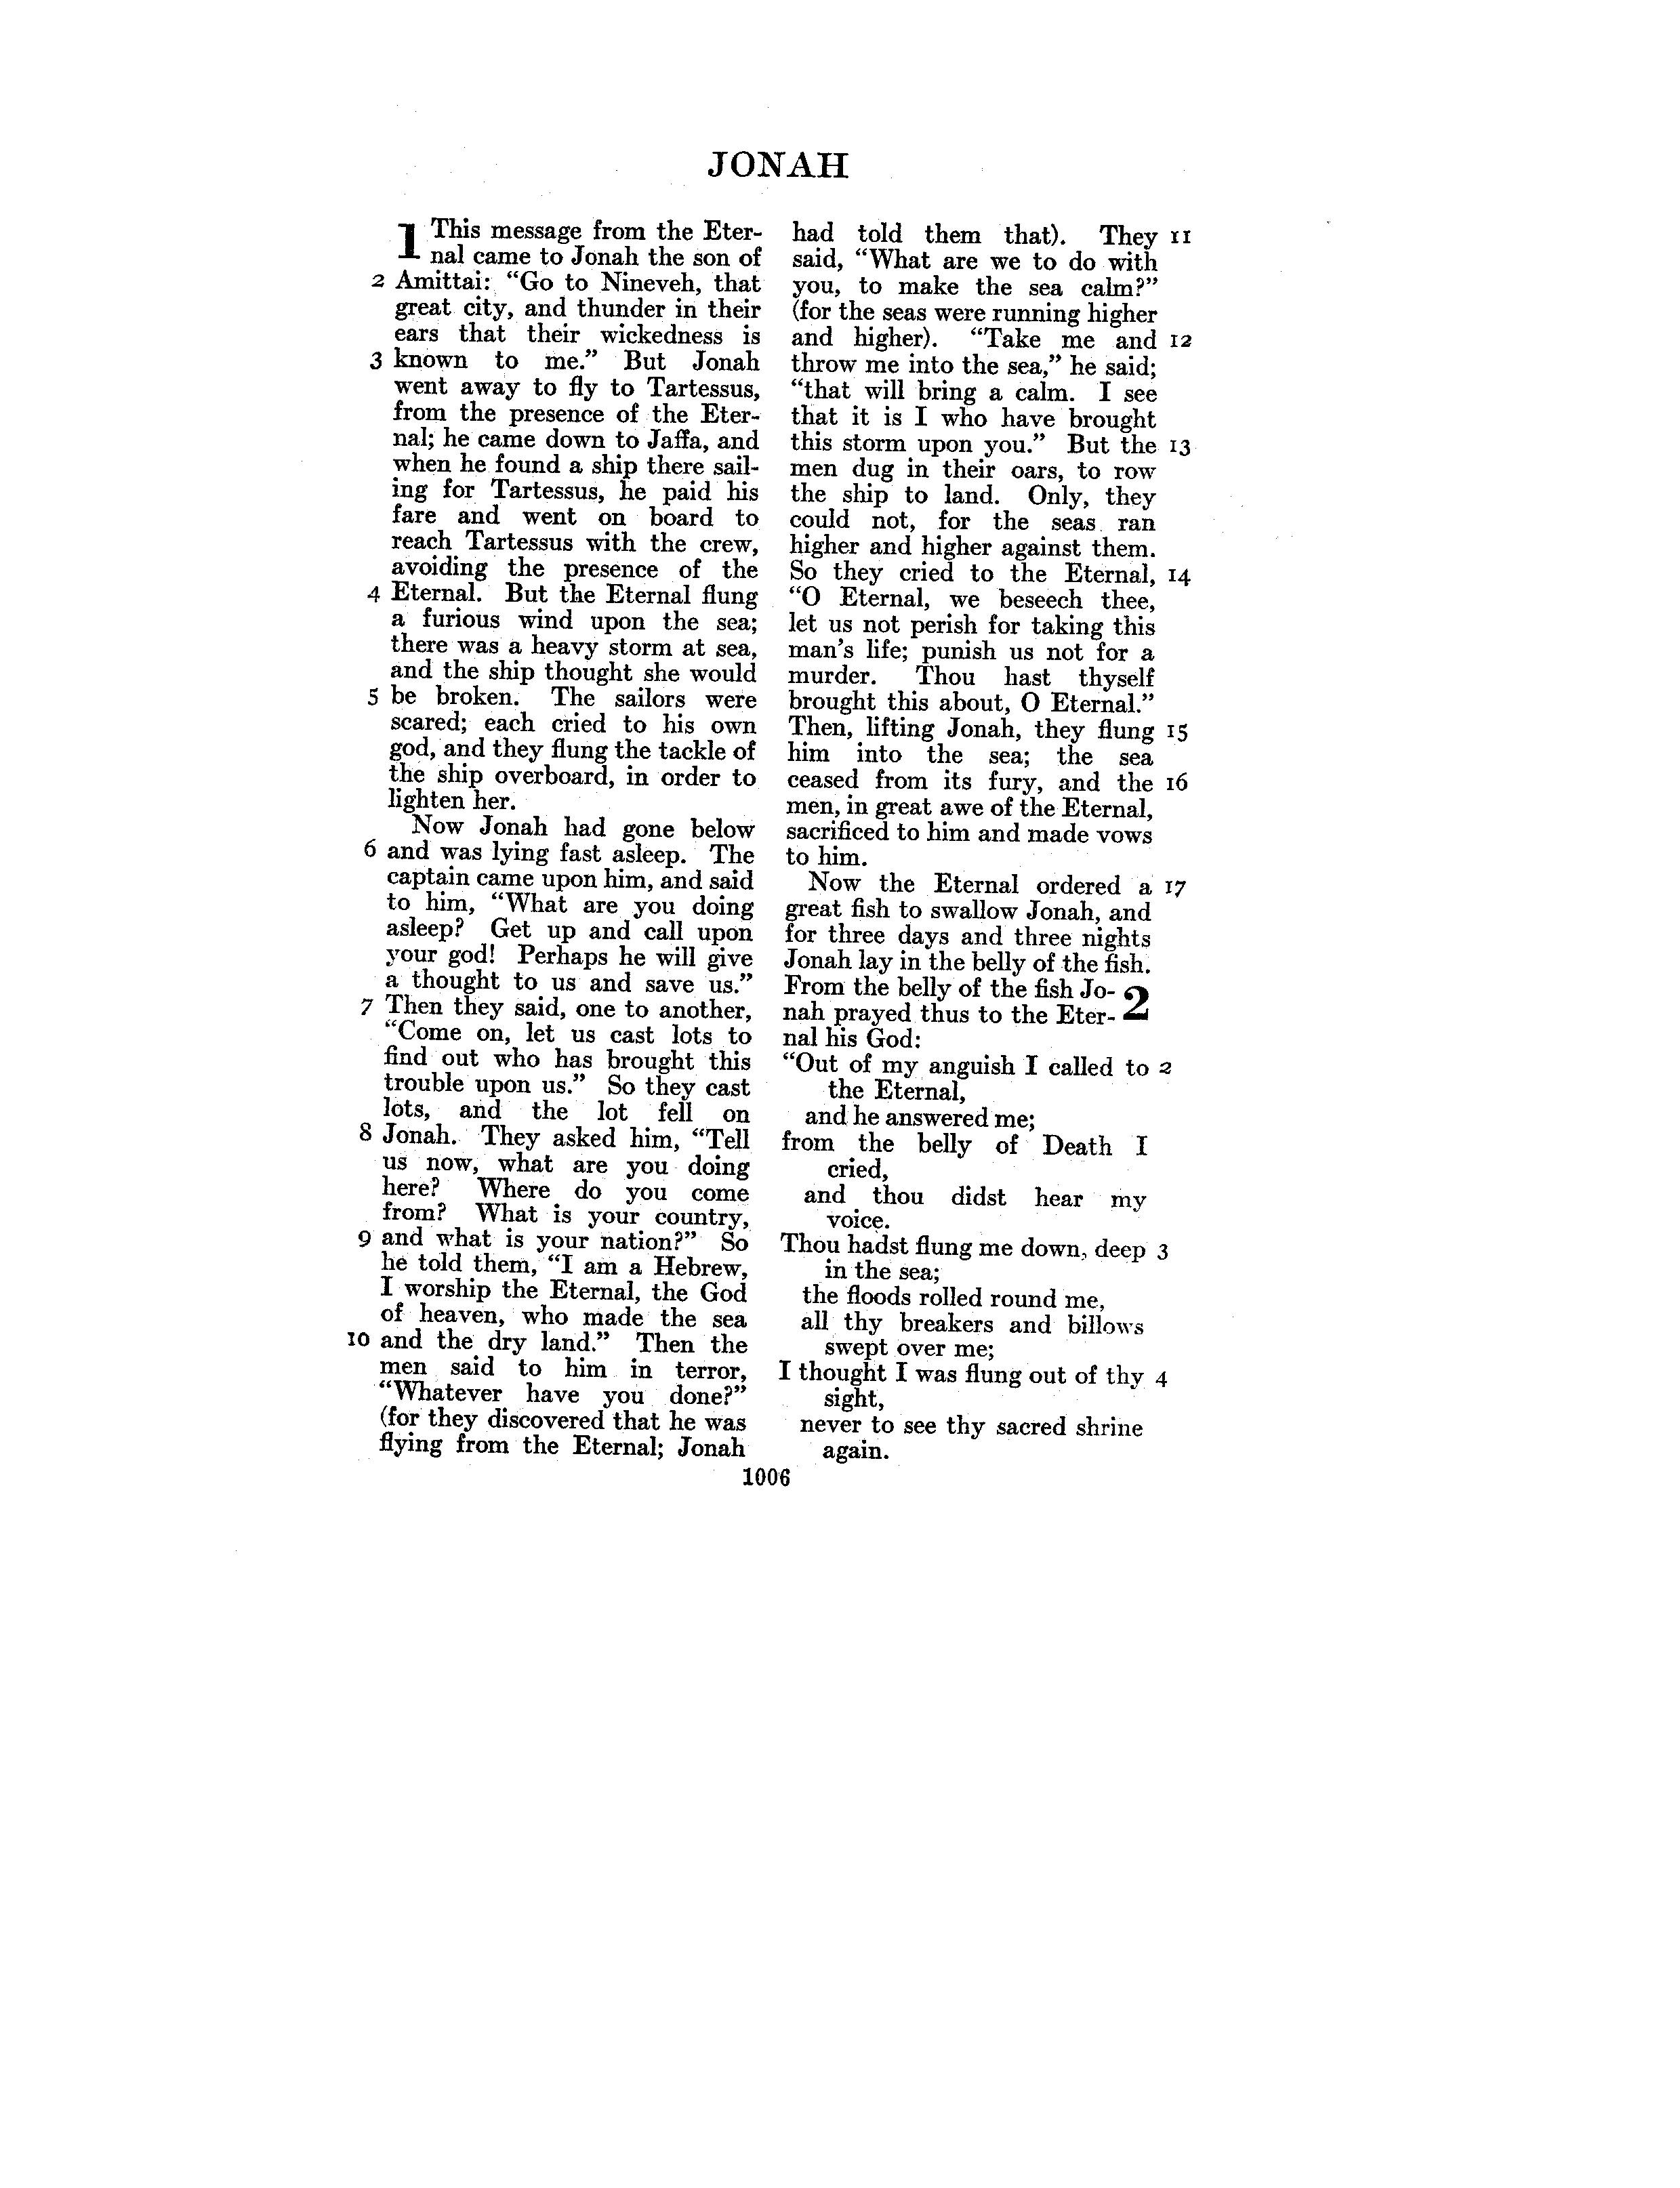 JONAH
1 This message from the Eter-
nal came to Jonah the son of
2 Amittai: “Go to Nineveh, that
great city, and thunder in their
ears that their wickedness is
3 known to me.” But Jonah
went away to fly to Tartessus,
from the presence of the Eter-
nal; he came down to Jaffa, and
when he found a ship there sail-
ing for Tartessus, he paid his
fare and went on board to
reach Tartessus with the crew,
avoiding the presence of the
4 Eternal. But the Eternal flung
a furious wind upon the sea;
there was a heavy storm at sea,
and the ship thought she would
5 be broken. The sailors were
scared; each cried to his own
god, and they flung the tackle of
the ship overboard, in order to
lighten her.
Now Jonah had gone below
6 and was lying fast asleep. The
captain came upon him, and said
to him, “What are you doing
asleep? Get up and call upon
your god! Perhaps he will give
a thought to us and save us.”
7 Then they said, one to another,
“Come on, let us cast lots to
find out who has brought this
trouble upon us.” So they cast
lots, and the lot fell on
8 Jonah. They asked him, “Tell
us now, what are you doing
here? Where do you come
from? What is your country,
9 and what is your nation?” So
he told them, “I am a Hebrew,
I worship the Eternal, the God
of heaven, who made the sea
10 and the dry land.” Then the
men said to him in terror,
“Whatever have you done?”
(for they discovered that he was
flying from the Eternal; Jonah
had told them that). They 11
said, “What are we to do with
you, to make the sea calm?”
(for the seas were running higher
and higher). “Take me and 12
throw me into the sea,” he said;
“that will bring a calm. I see
that it is I who have brought
this storm upon you.” But the 13
men dug in their oars, to row
the ship to land. Only, they
could not, for the seas ran
higher and higher against them.
So they cried to the Eternal, 14
“O Eternal, we beseech thee,
let us not perish for taking this
man’s life; punish us not for a
murder. Thou hast thyself
brought this about, O Eternal.”
Then, lifting Jonah, they flung 15
him into the sea; the sea
ceased from its fury, and the 16
men, in great awe of the Eternal,
sacrificed to him and made vows
to him.
Now the Eternal ordered a 17
great fish to swallow Jonah, and
for three days and three nights
Jonah lay in the belly of the fish.
From the belly of the fish Jo- 2
nah prayed thus to the Eter-
nal his God:
“Out of my anguish I called to 2
the Eternal,
and he answered me;
from the belly of Death I
cried,
and thou didst hear my
voice.
Thou hadst flung me down, deep 3
in the sea;
the floods rolled round me,
all thy breakers and billows
swept over me;
I thought I was flung out of thy 4
sight,
never to see thy sacred shrine
again.
1006